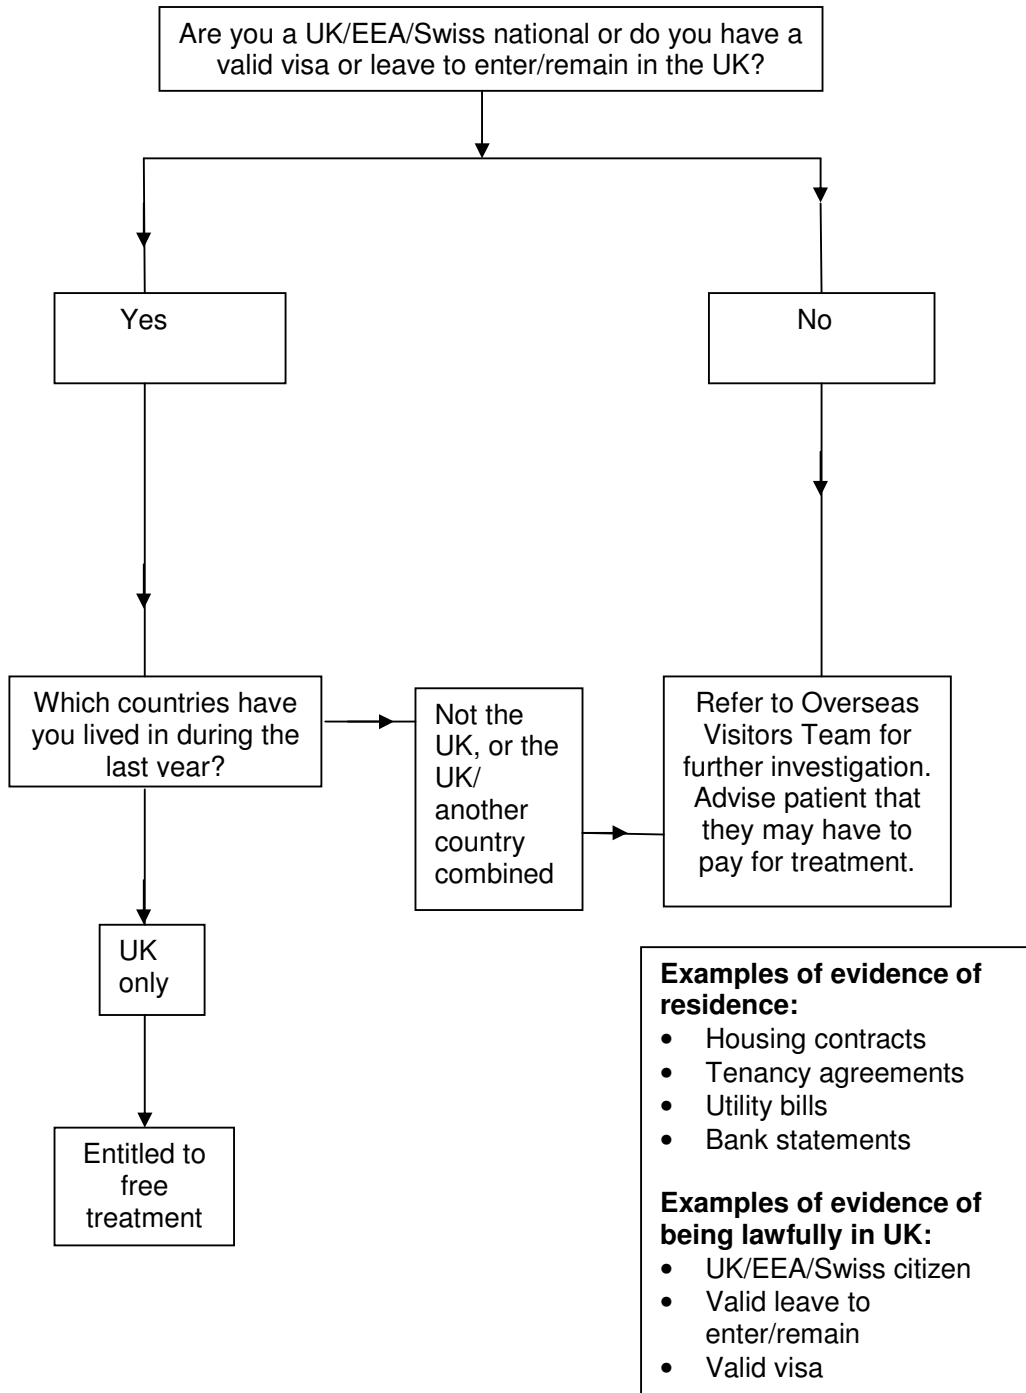 Are you a UK/EEA/Swiss national or do you have a
valid visa or leave to enter/remain in the UK?
Yes
No
Which countries have
you lived in during the
last year?
Not the
UK, or the
UK/
another
country
combined
Refer to Overseas
Visitors Team for
further investigation.
Advise patient that
they may have to
pay for treatment.
UK
only
Entitled to
free
treatment
Examples of evidence of
residence:
• Housing contracts
• Tenancy agreements
• Utility bills
• Bank statements
Examples of evidence of
being lawfully in UK:
• UK/EEA/Swiss citizen
• Valid leave to
enter/remain
• Valid visa